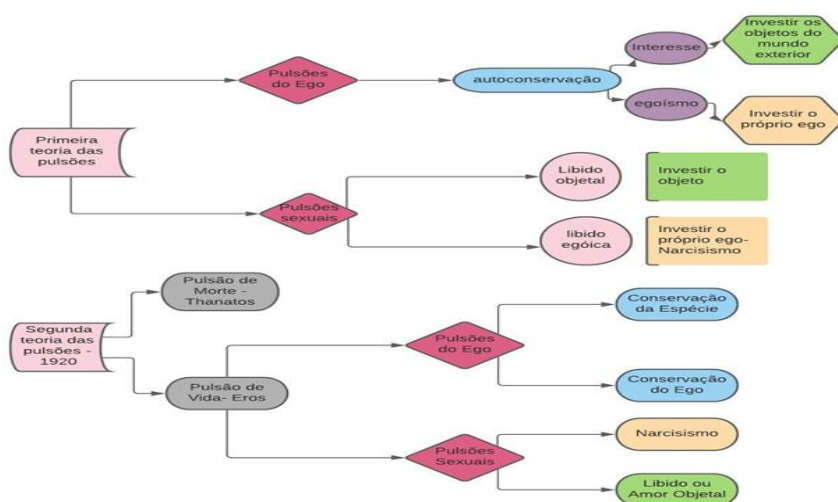 Primeira
teoria das
pulsões
Pulsões
do Ego
autoconservação
Interesse
Investir os
objetos do
mundo
exterior
egoísmo
Investir o
próprio ego
Pulsões
sexuais
Libido
objetal
Investir o
objeto
libido
egóica
Investir o
próprio ego-
Narcisismo
Segunda
teoria das
pulsões -
1920
Pulsão de
Morte -
Thanatos
Pulsão de
Vida- Eros
Pulsões
do Ego
Conservação
da Espécie
Conservação
do Ego
Pulsões
Sexuais
Narcisismo
Libido ou
Amor Objetal